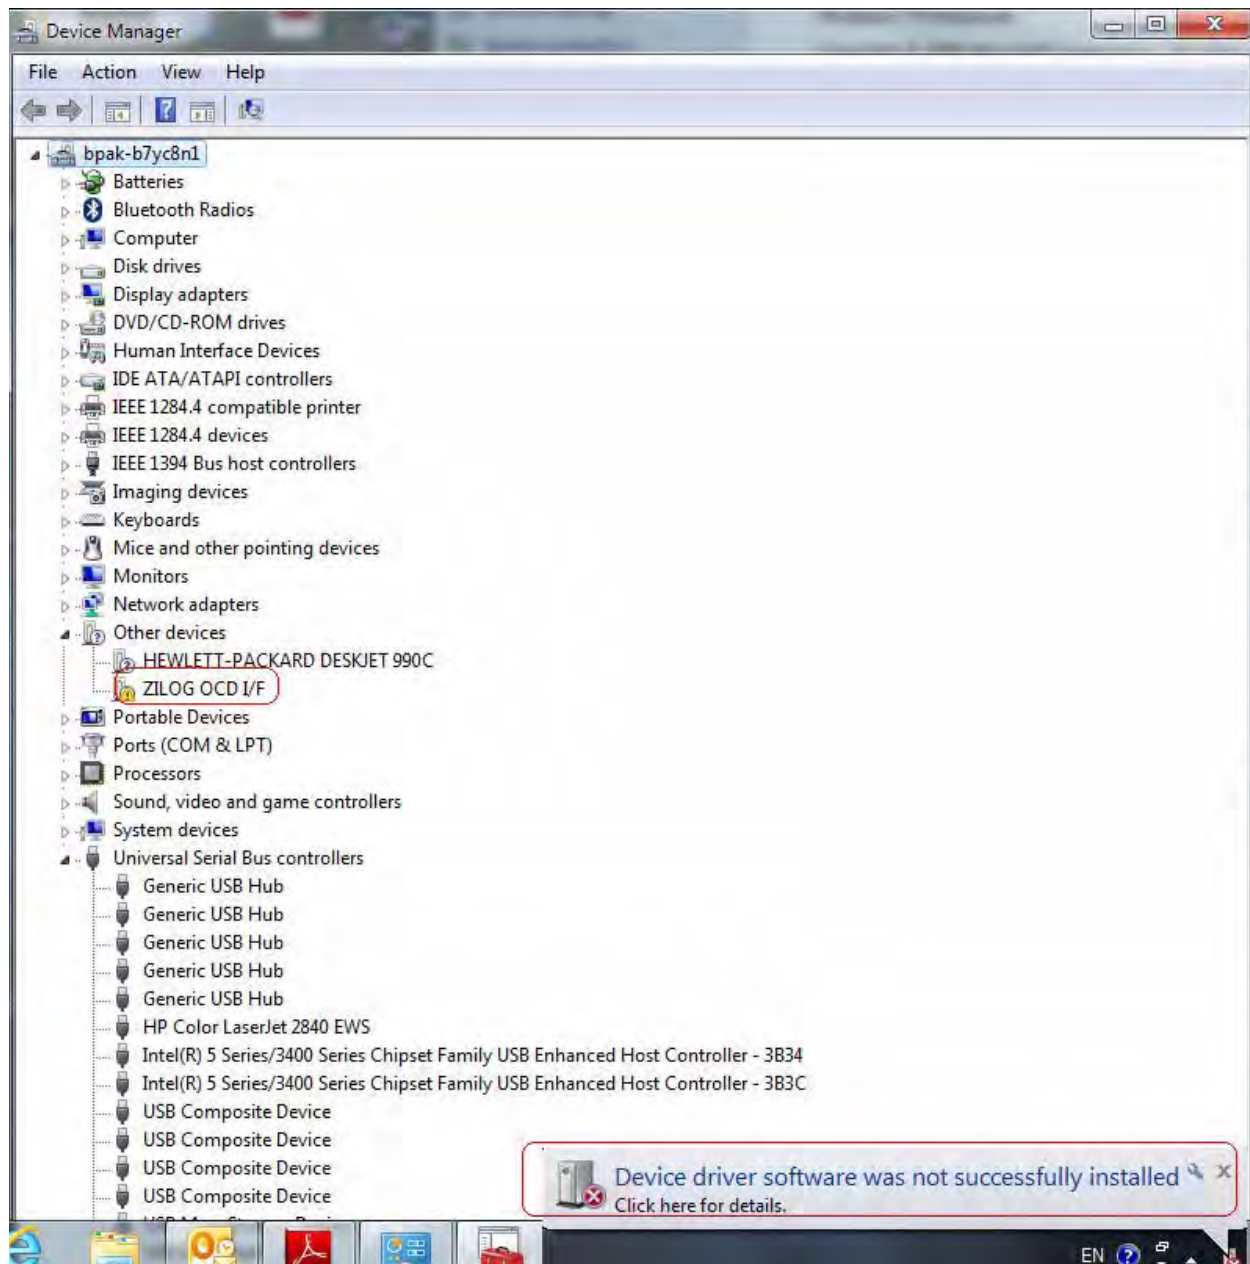 Device Manager
File Action View Help
bpak-b7yc8n1
Batteries
Bluetooth Radios
Computer
Disk drives
Display adapters
DVD/CD-ROM drives
Human Interface Devices
IDE ATA/ATAPI controllers
IEEE 1284.4 compatible printer
IEEE 1284.4 devices
IEEE 1394 Bus host controllers
Imaging devices
Keyboards
Mice and other pointing devices
Monitors
Network adapters
Other devices
HEWLETT-PACKARD DESKJET 990C
ZILOG OCD I/F
Portable Devices
Ports (COM & LPT)
Processors
Sound, video and game controllers
System devices
Universal Serial Bus controllers
Generic USB Hub
Generic USB Hub
Generic USB Hub
Generic USB Hub
Generic USB Hub
HP Color LaserJet 2840 EWS
Intel(R) 5 Series/3400 Series Chipset Family USB Enhanced Host Controller - 3B34
Intel(R) 5 Series/3400 Series Chipset Family USB Enhanced Host Controller - 3B3C
USB Composite Device
USB Composite Device
USB Composite Device
USB Composite Device
Device driver software was not successfully installed
Click here for details.
EN